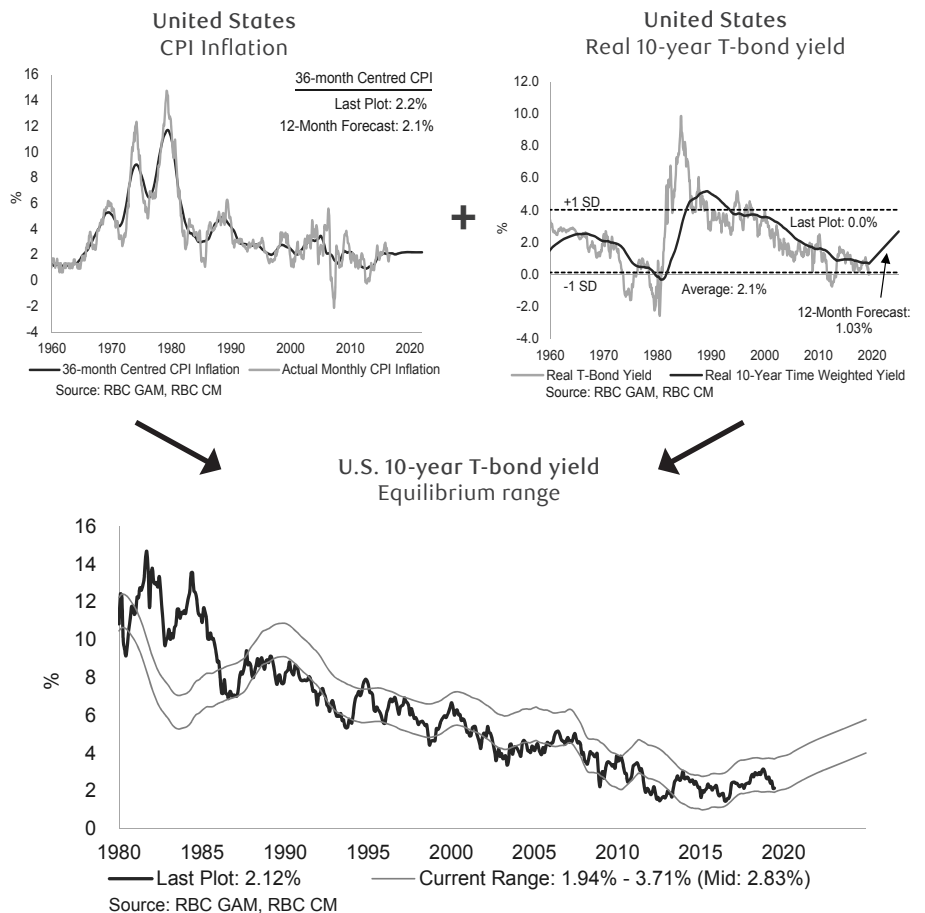 United States
CPI Inflation
16
14
12
10
8
6
4
2
0
-2
-4
%
36-month Centred CPI
Last Plot: 2.2%
12-Month Forecast: 2.1%
1960 1970 1980 1990 2000 2010 2020
36-month Centred CPI Inflation Actual Monthly CPI Inflation
Source: RBC GAM, RBC CM
+
United States
Real 10-year T-bond yield
12.0
10.0
8.0
6.0
4.0
2.0
0.0
-2.0
-4.0
%
+1 SD
Last Plot: 0.0%
-1 SD
Average: 2.1%
12-Month Forecast:
1.03%
1960 1970 1980 1990 2000 2010 2020
Real T-Bond Yield Real 10-Year Time Weighted Yield
Source: RBC GAM, RBC CM
U.S. 10-year T-bond yield
Equilibrium range
16
14
12
10
8
6
4
2
0
%
1980 1985 1990 1995 2000 2005 2010 2015 2020
Last Plot: 2.12% Current Range: 1.94% - 3.71% (Mid: 2.83%)
Source: RBC GAM, RBC CM